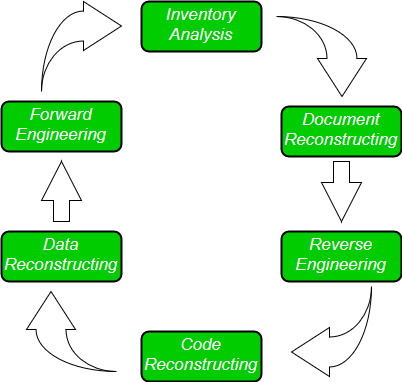 Inventory
Analysis
Forward
Engineering
Document
Reconstructing
Data
Reconstructing
Reverse
Engineering
Code
Reconstructing